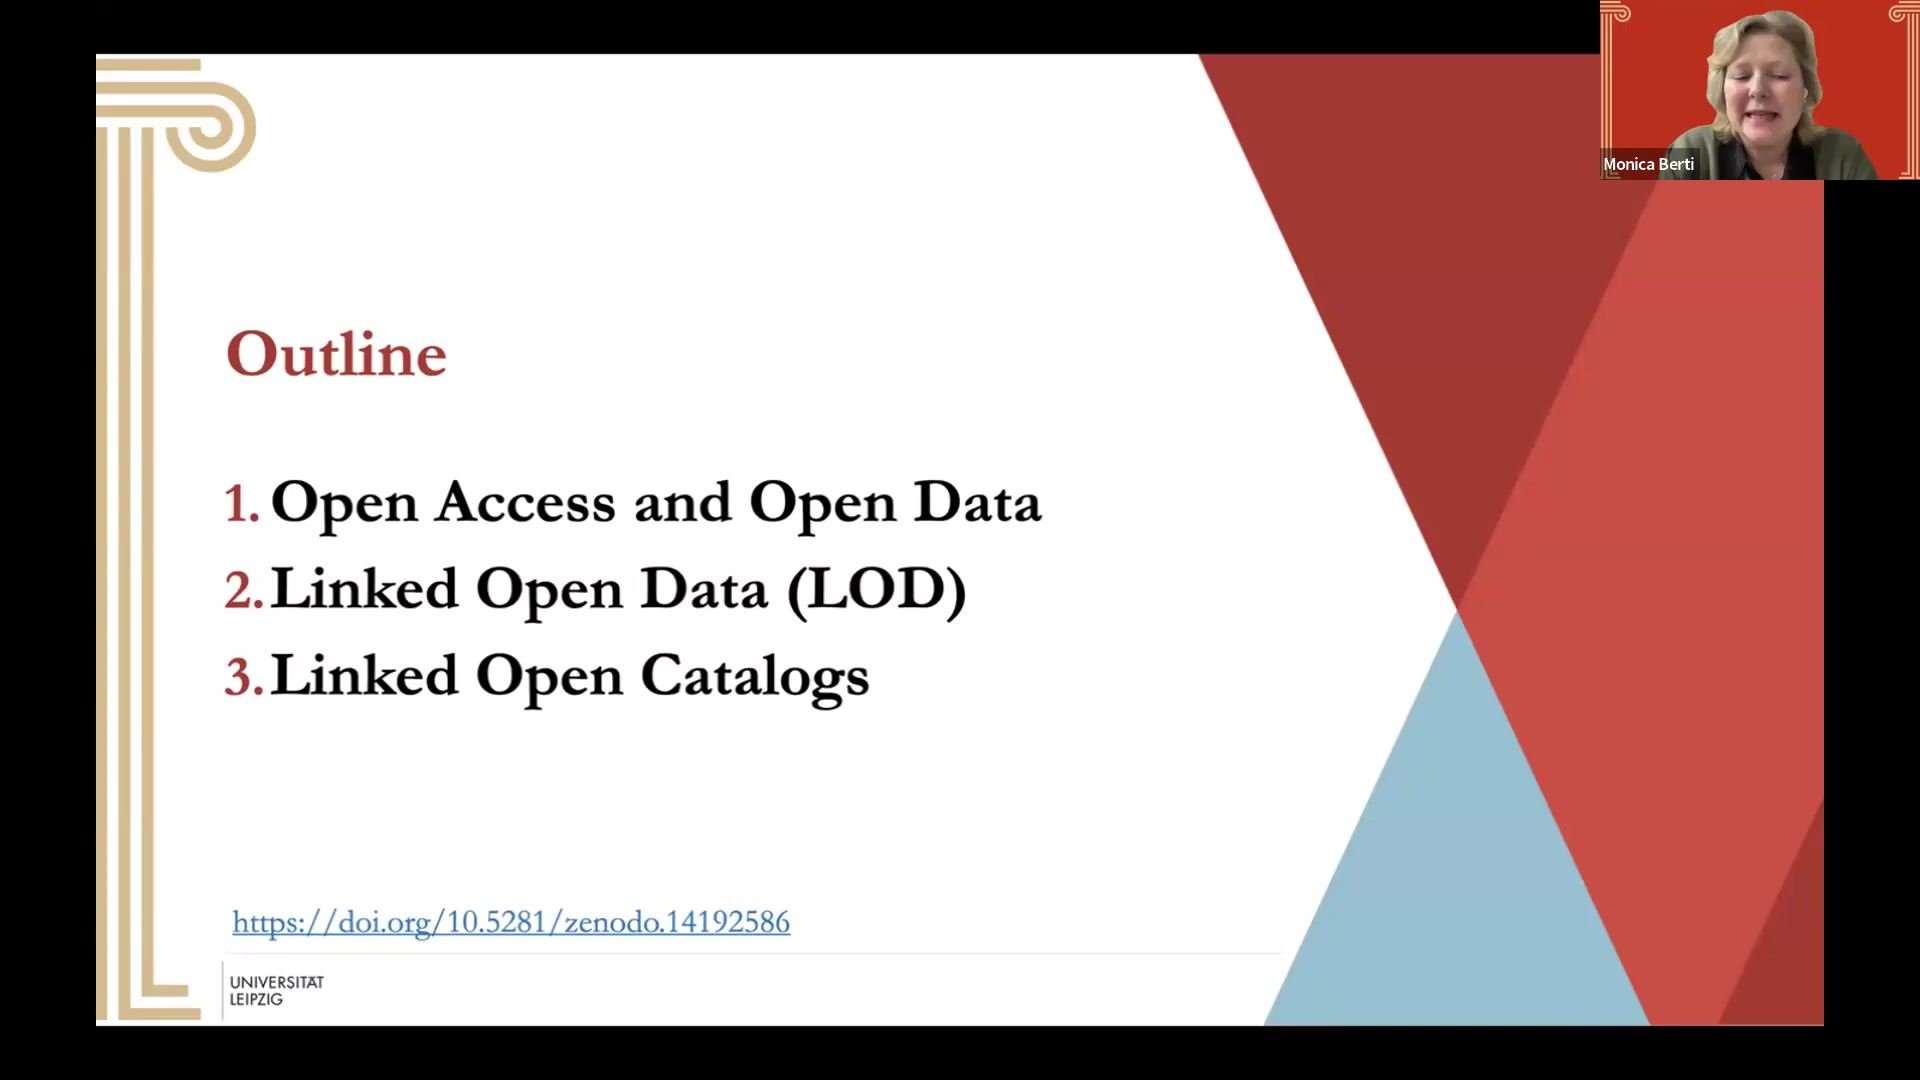 Monica Berti
Outline
1. Open Access and Open Data
2. Linked Open Data (LOD)
3. Linked Open Catalogs
https://doi.org/10.5281/zenodo.14192586
UNIVERSITÄT
LEIPZIG